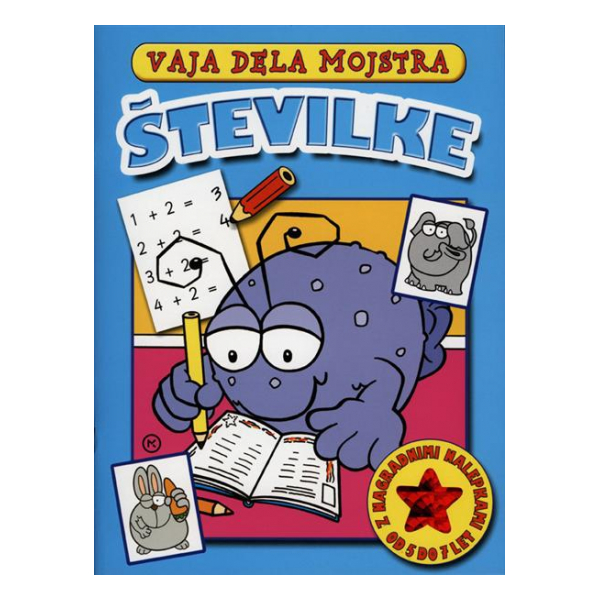 VAJA DELA MOJSTRA
ŠTEVILKE
1 + 2 = 3
2 + 2 = 4
3 + 2 =
4 + 2 =
Z NAGRADNIMI NALEPKAMI
OD 5 DO 7 LET